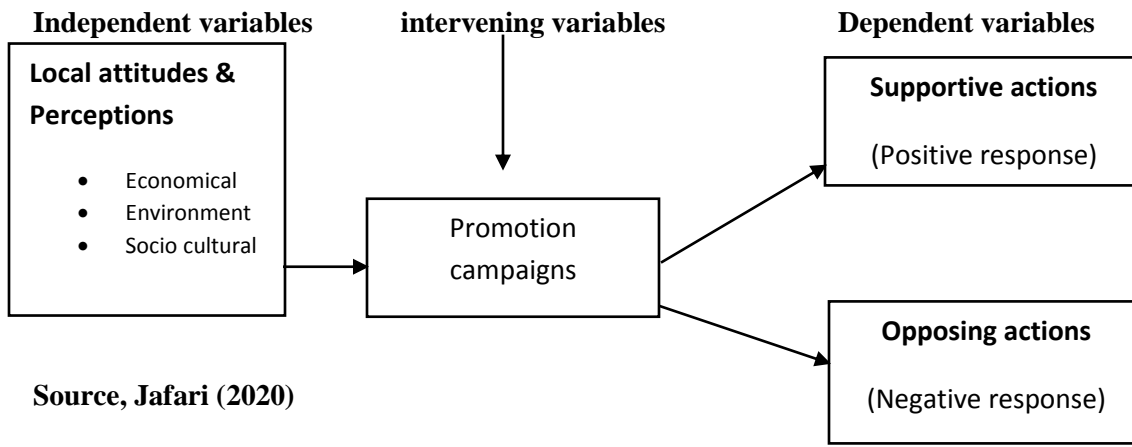 Independent variables
intervening variables
Dependent variables
Local attitudes &
Perceptions
• Economical
• Environment
• Socio cultural
Promotion
campaigns
Supportive actions
(Positive response)
Opposing actions
(Negative response)
Source, Jafari (2020)